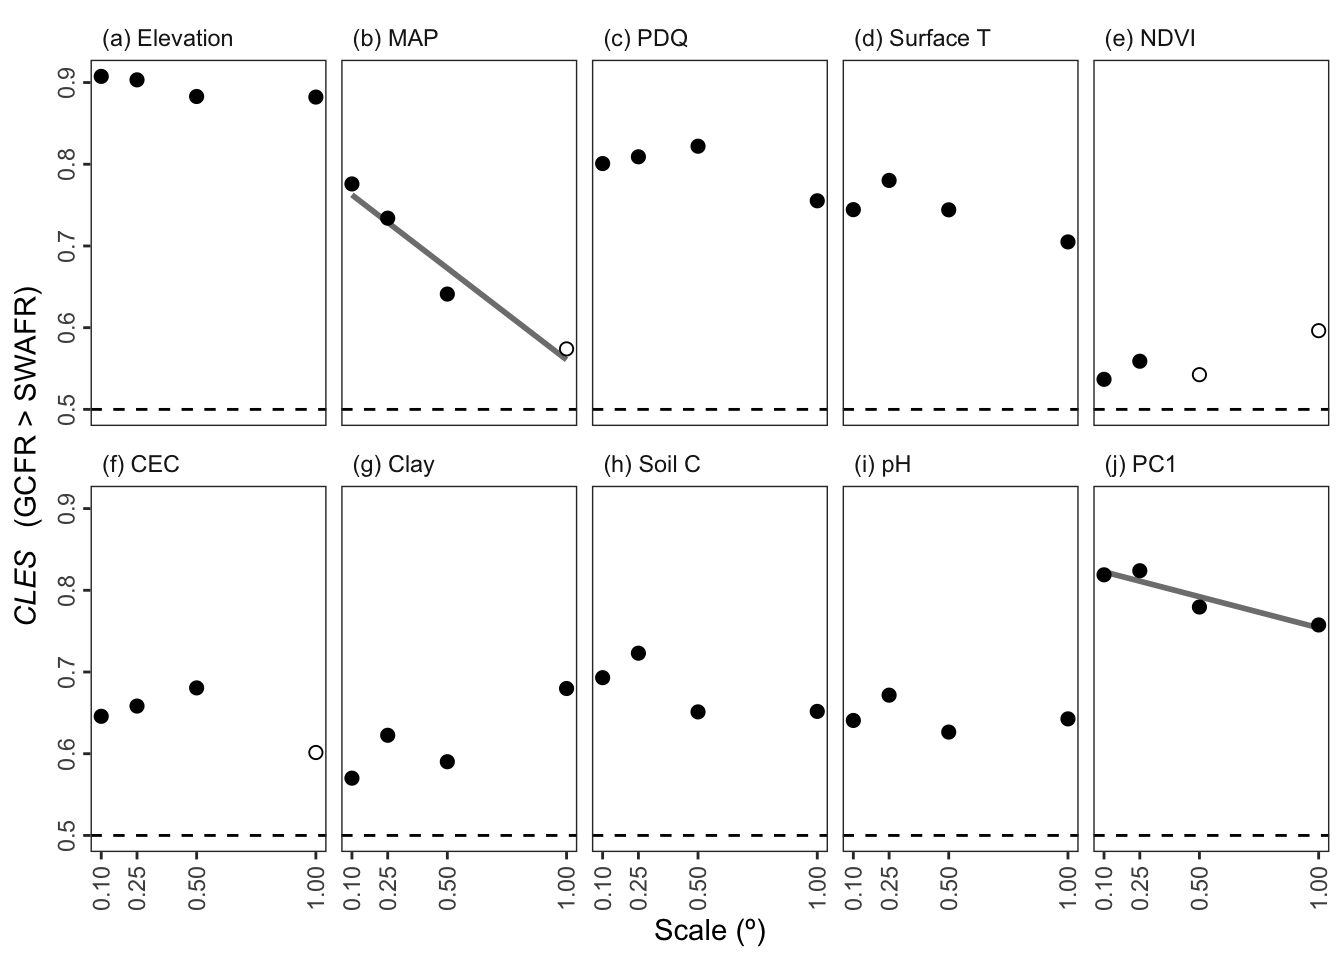 (a) Elevation
(b) MAP
(c) PDQ
(d) Surface T
(e) NDVI
0.9
0.8
0.7
0.6
0.5
(f) CEC
(g) Clay
(h) Soil C
(i) pH
(j) PC1
0.9
0.8
0.7
0.6
0.5
CLES (GCFR > SWAFR)
0.10 0.25 0.50 1.00
0.10 0.25 0.50 1.00
0.10 0.25 0.50 1.00
0.10 0.25 0.50 1.00
0.10 0.25 0.50 1.00
Scale (º)